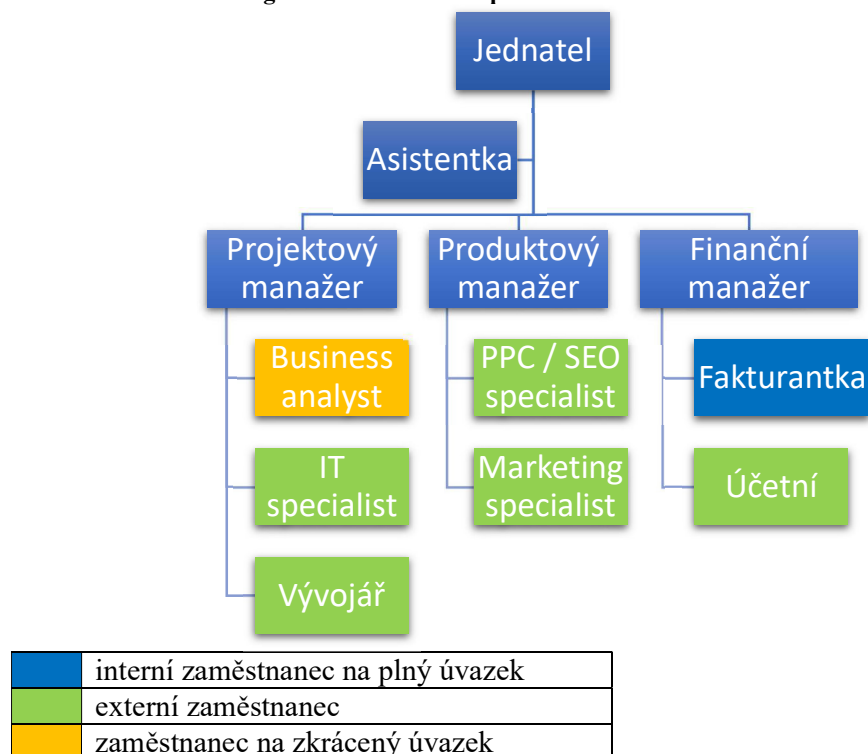 Jednatel
Asistentka
Projektový
manažer
Produktový
manažer
Finanční
manažer
Business
analyst
PPC / SEO
specialist
Fakturantka
IT
specialist
Marketing
specialist
Účetní
Vývojář
interní zaměstnanec na plný úvazek
externí zaměstnanec
zaměstnanec na zkrácený úvazek